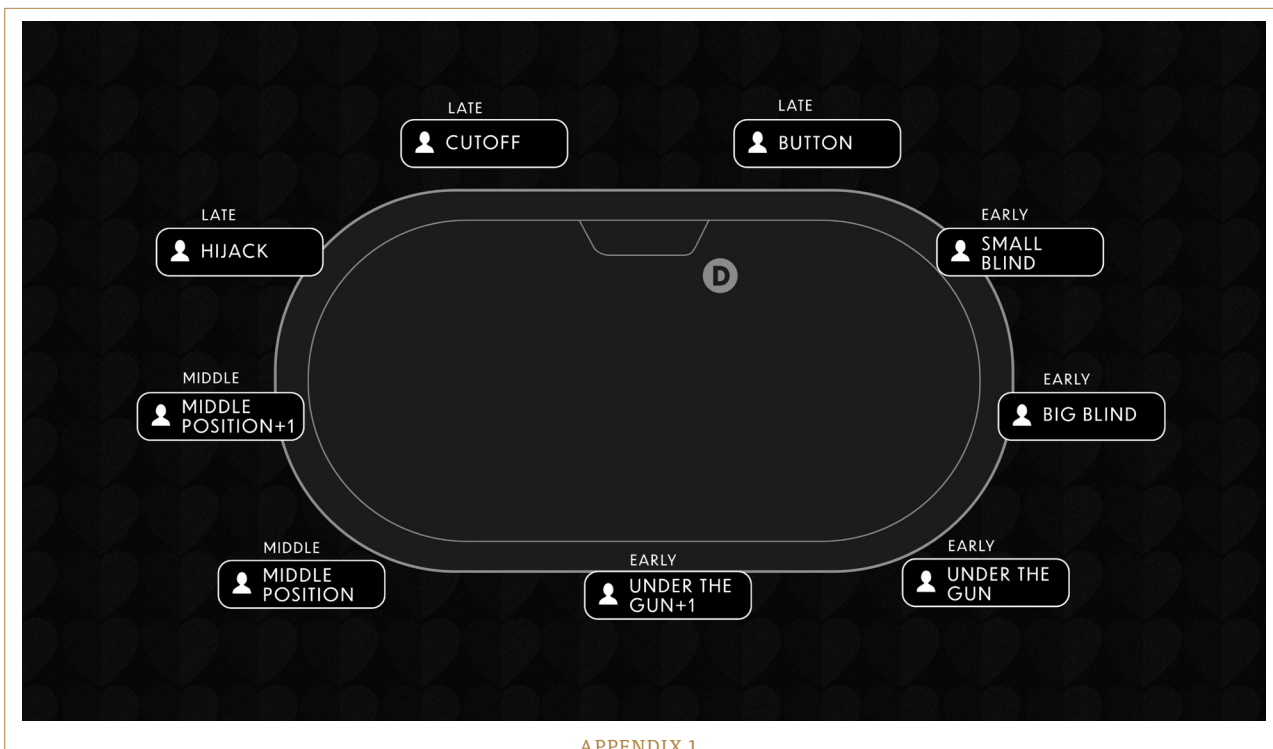 LATE
CUTOFF
LATE
BUTTON
LATE
HIJACK
EARLY
SMALL
BLIND
D
MIDDLE
MIDDLE
POSITION+1
EARLY
BIG BLIND
MIDDLE
MIDDLE
POSITION
EARLY
UNDER THE
GUN+1
EARLY
UNDER THE
GUN
APPENDIX 1